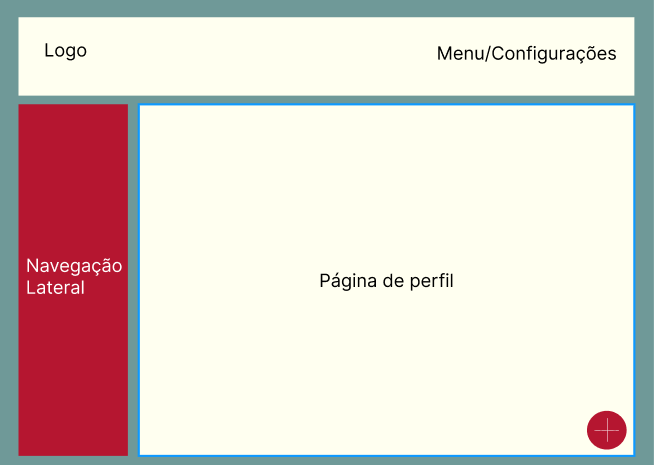 Logo
Menu/Configurações
Navegação
Lateral
Página de perfil